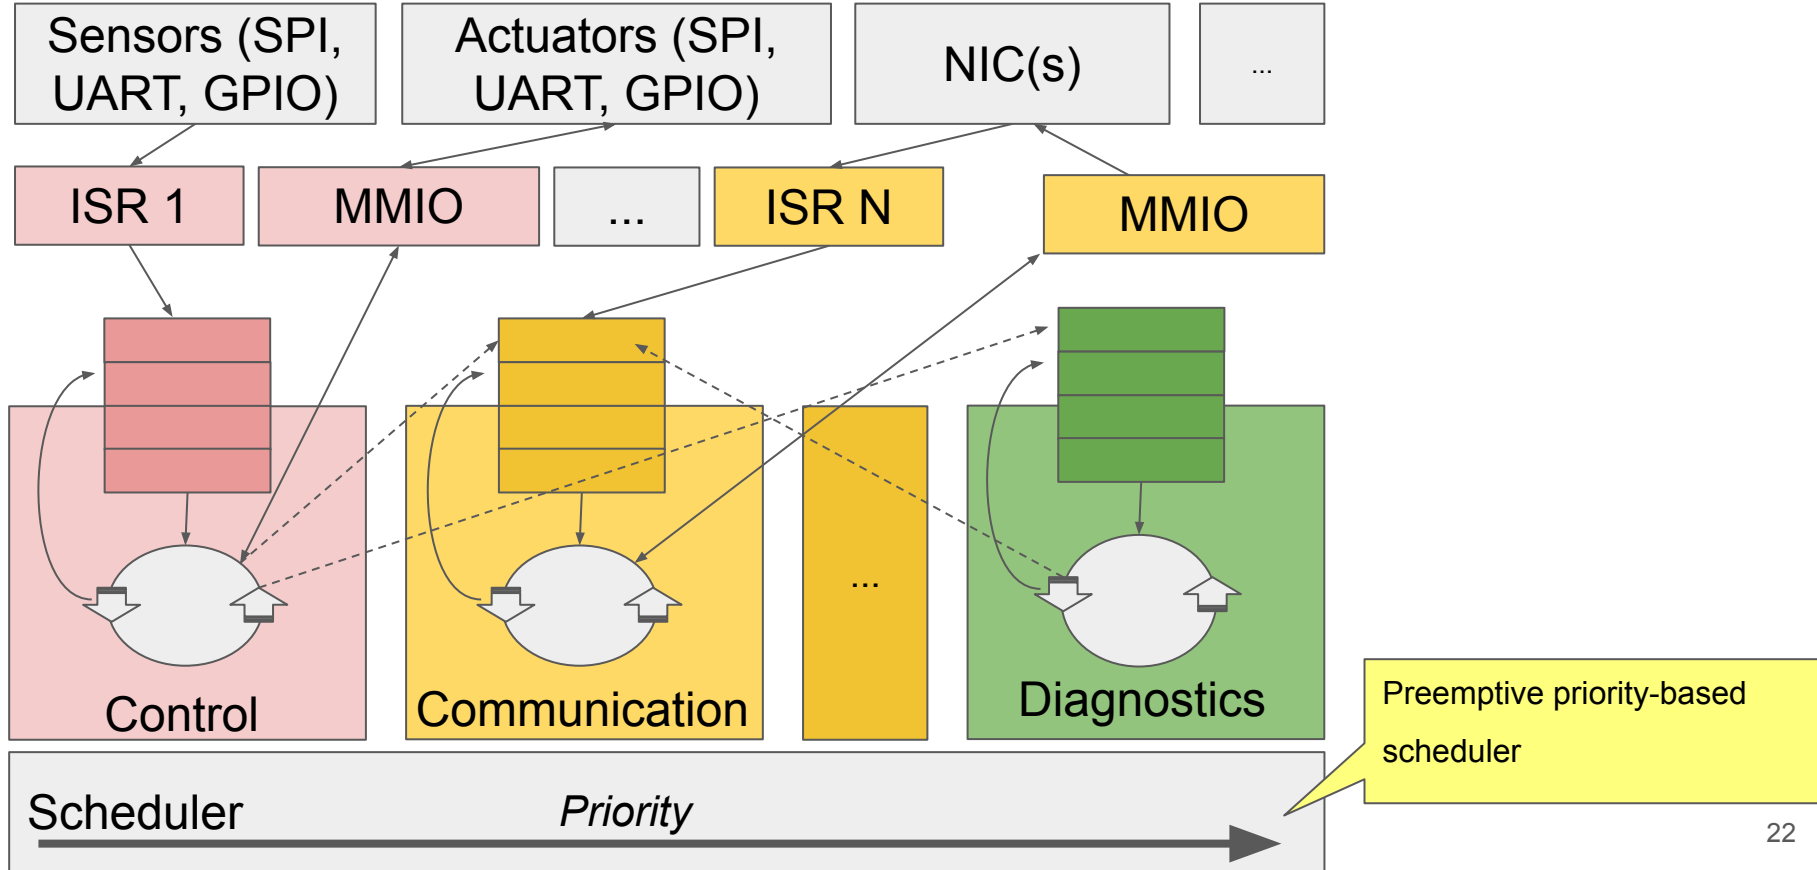 Sensors (SPI,
UART, GPIO)
Actuators (SPI,
UART, GPIO)
NIC(s)
...
ISR 1
MMIO
...
ISR N
MMIO
Control
Communication
...
Diagnostics
Preemptive priority-based
scheduler
Scheduler
Priority
22